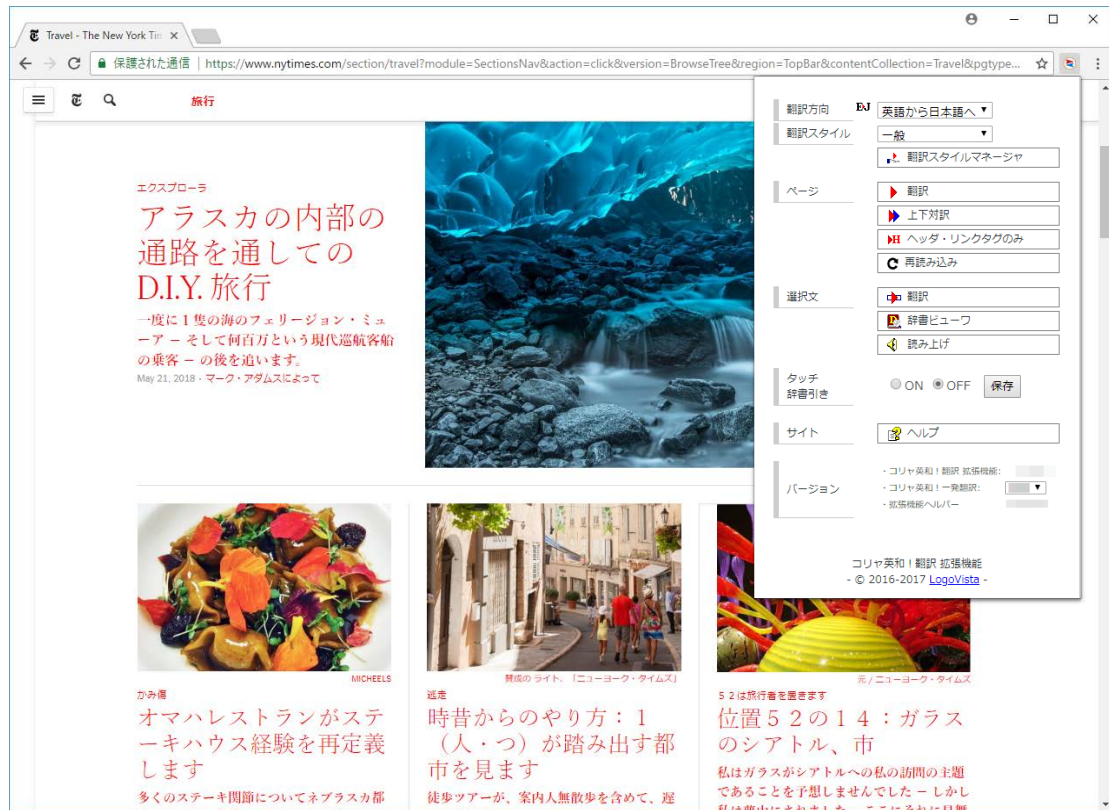 Travel - The New York Tim
保護された通信 | https://www.nytimes.com/section/travel?module=SectionsNav&action=click&version=BrowseTree&region=TopBar&contentCollection=Travel&pgtype...
旅行
エクスプローラ
アラスカの内部の
通路を通しての
D.I.Y. 旅行
一度に１隻の海のフェリージョン・ミュ
ーア － そして何百万という現代巡航客船
の乗客 － の後を追います。
May 21, 2018 - マーク・アダムスによって
MICHEELS
かみ傷
オマハレストランがステ
ーキハウス経験を再定義
します
多くのステーキ関節についてネブラスカ都
賛成の ライト、「ニューヨーク・タイムズ」
逃走
時昔からのやり方：１
（人・つ）が踏み出す都
市を見ます
徒歩ツアーが、案内人無散歩を含めて、遅
元 / ニューヨーク・タイムズ
５２は旅行者を置きます
位置５２の１４：ガラス
のシアトル、市
私はガラスがシアトルへの私の訪問の主題
であることを予想しませんでした － しかし
翻訳方向 EJ 英語から日本語へ
翻訳スタイル 一般
翻訳スタイルマネージャ
ページ 翻訳
上下対訳
H ヘッダ・リンクタグのみ
再読み込み
選択文 翻訳
辞書ビューワ
読み上げ
タッチ
辞書引き ON OFF 保存
サイト ヘルプ
バージョン
- コリャ英和！翻訳 拡張機能:
- コリャ英和！一発翻訳:
- 拡張機能ヘルパー
コリャ英和！翻訳 拡張機能
- © 2016-2017 LogoVista -